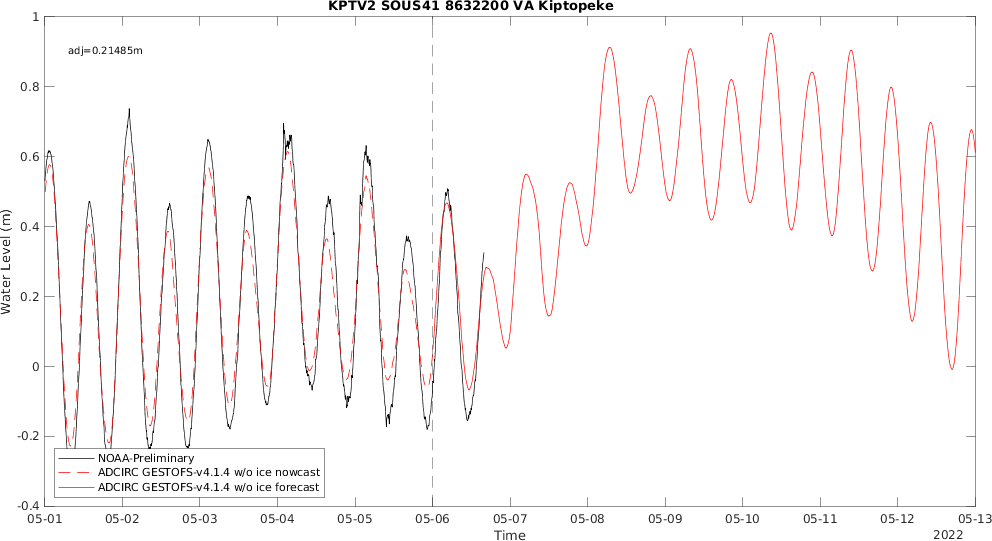 KPTV2 SOUS41 8632200 VA Kiptopeke
adj=0.21485m
1
0.8
0.6
0.4
0.2
0
-0.2
-0.4
Water Level (m)
NOAA-Preliminary
ADCIRC GESTOFS-v4.1.4 w/o ice nowcast
ADCIRC GESTOFS-v4.1.4 w/o ice forecast
05-01 05-02 05-03 05-04 05-05 05-06 05-07 05-08 05-09 05-10 05-11 05-12 05-13
Time
2022